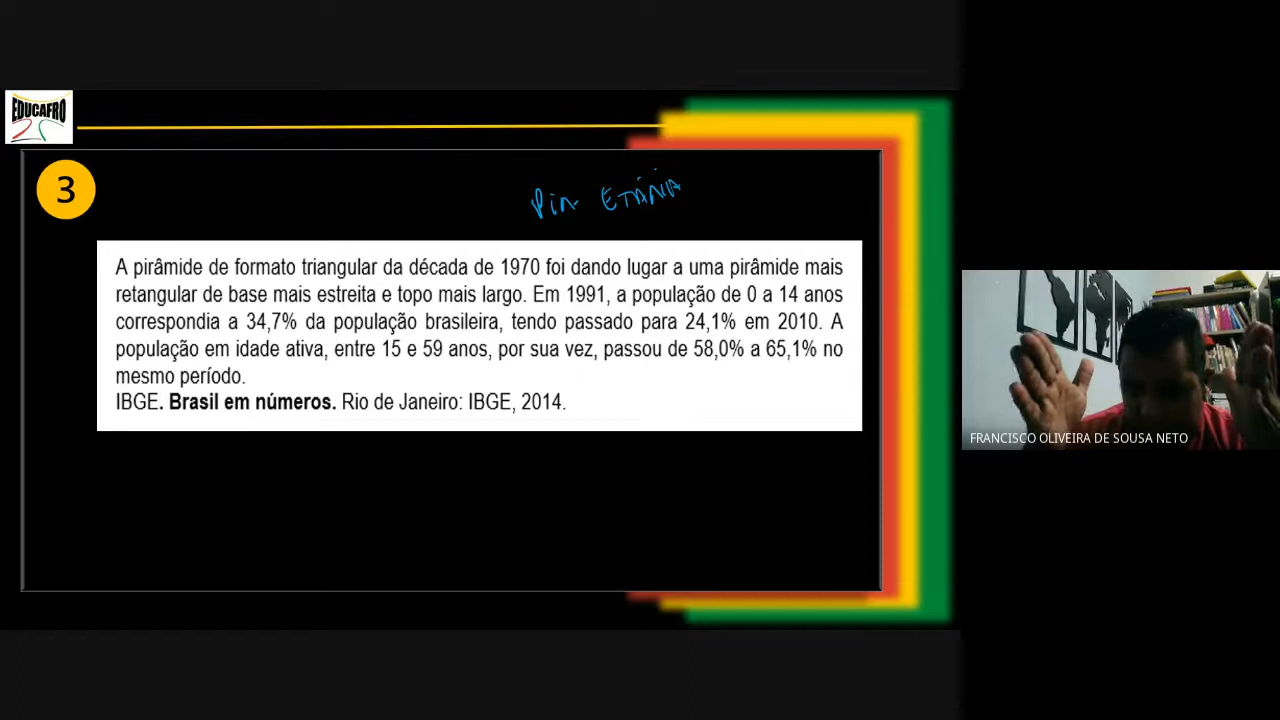 EDUCAFRO
3
Pir ETÁRIA
A pirâmide de formato triangular da década de 1970 foi dando lugar a uma pirâmide mais
retangular de base mais estreita e topo mais largo. Em 1991, a população de 0 a 14 anos
correspondia a 34,7% da população brasileira, tendo passado para 24,1% em 2010. A
população em idade ativa, entre 15 e 59 anos, por sua vez, passou de 58,0% a 65,1% no
mesmo período.
IBGE. Brasil em números. Rio de Janeiro: IBGE, 2014.
FRANCISCO OLIVEIRA DE SOUSA NETO